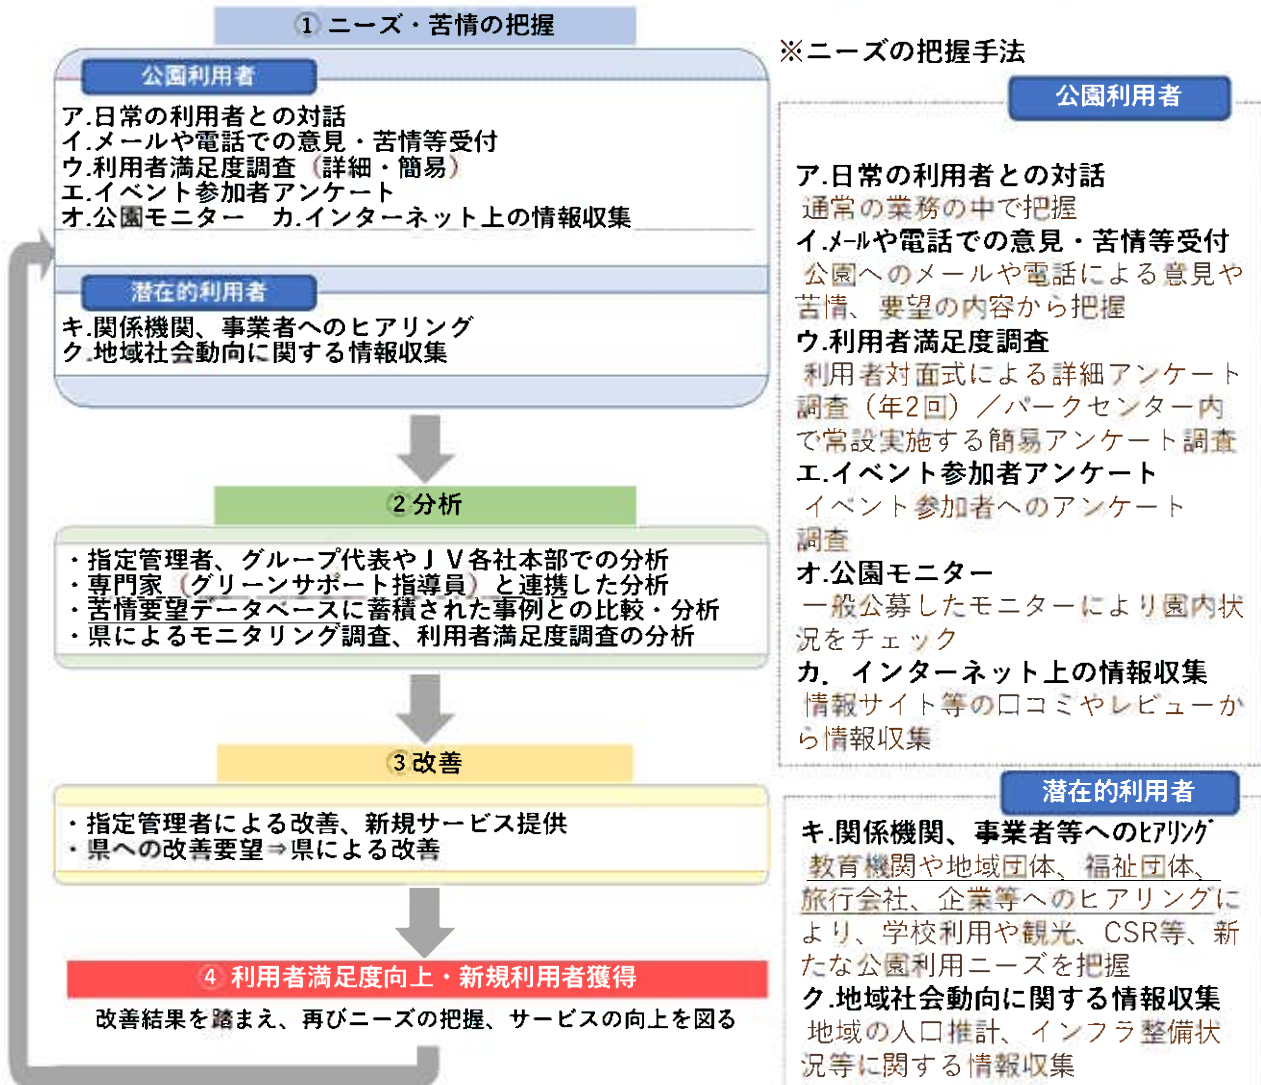 ① ニーズ・苦情の把握
公園利用者
ア.日常の利用者との対話
イ.メールや電話での意見・苦情等受付
ウ.利用者満足度調査（詳細・簡易）
エ.イベント参加者アンケート
オ.公園モニター　カ.インターネット上の情報収集
潜在的利用者
キ.関係機関、事業者へのヒアリング
ク.地域社会動向に関する情報収集
②分析
・指定管理者、グループ代表やＪＶ各社本部での分析
・専門家（グリーンサポート指導員）と連携した分析
・苦情要望データベースに蓄積された事例との比較・分析
・県によるモニタリング調査、利用者満足度調査の分析
③改善
・指定管理者による改善、新規サービス提供
・県への改善要望⇒県による改善
④ 利用者満足度向上・新規利用者獲得
改善結果を踏まえ、再びニーズの把握、サービスの向上を図る
※ニーズの把握手法
公園利用者
ア.日常の利用者との対話
通常の業務の中で把握
イ.ﾒｰﾙや電話での意見・苦情等受付
公園へのメールや電話による意見や
苦情、要望の内容から把握
ウ.利用者満足度調査
利用者対面式による詳細アンケート
調査（年2回）／パークセンター内
で常設実施する簡易アンケート調査
エ.イベント参加者アンケート
イベント参加者へのアンケート
調査
オ.公園モニター
一般公募したモニターにより園内状
況をチェック
カ．インターネット上の情報収集
情報サイト等の口コミやレビューか
ら情報収集
潜在的利用者
キ.関係機関、事業者等へのﾋｱﾘﾝｸﾞ
教育機関や地域団体、福祉団体、
旅行会社、企業等へのヒアリングに
より、学校利用や観光、CSR等、新
たな公園利用ニーズを把握
ク.地域社会動向に関する情報収集
地域の人口推計、インフラ整備状
況等に関する情報収集